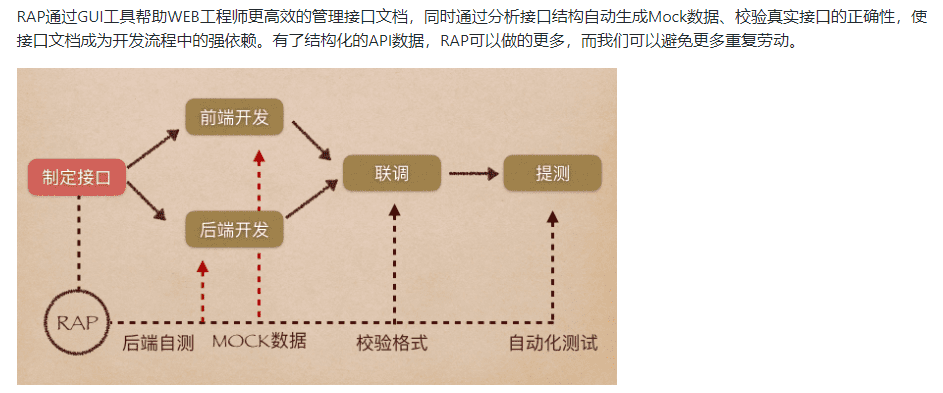 RAP通过GUI工具帮助WEB工程师更高效的管理接口文档，同时通过分析接口结构自动生成Mock数据、校验真实接口的正确性，使
接口文档成为开发流程中的强依赖。有了结构化的API数据，RAP可以做的更多，而我们可以避免更多重复劳动。
前端开发
制定接口
联调
提测
后端开发
RAP
后端自测
MOCK数据
校验格式
自动化测试